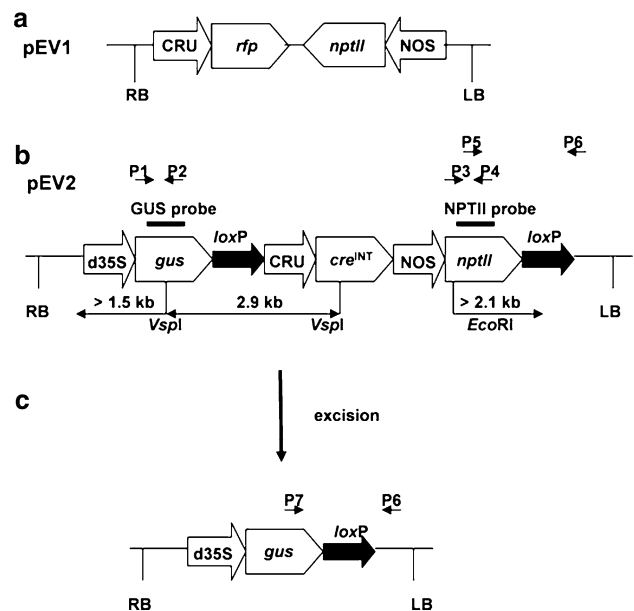 a
pEV1
CRU rfp nptII NOS
RB LB
b
pEV2
P5 P6
P1 P2 P3 P4
GUS probe NPTII probe
loxP loxP
d35S gus CRU creINT NOS nptII
RB > 1.5 kb 2.9 kb > 2.1 kb LB
VspI VspI EcoRI
c
excision
P7 P6
loxP
d35S gus
RB LB